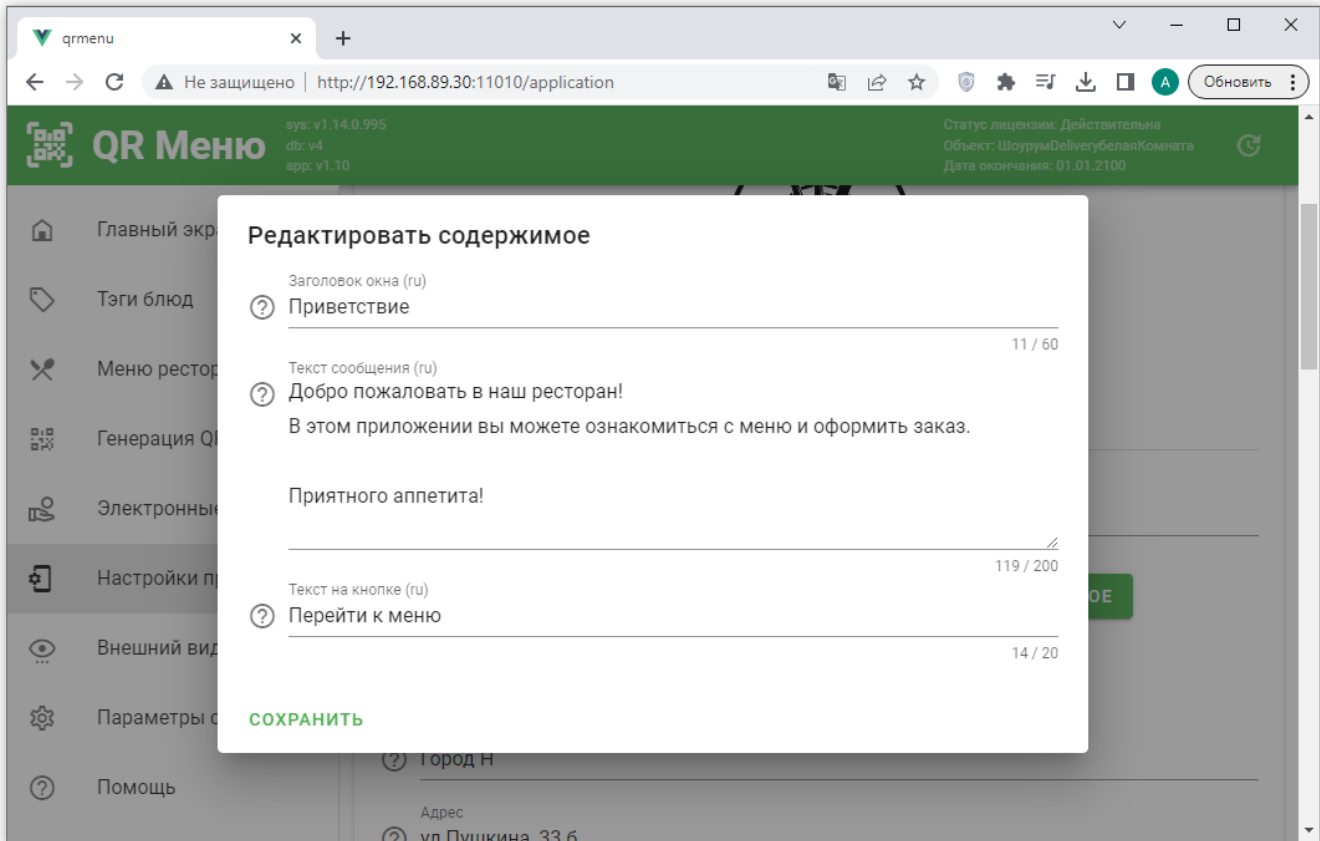 qrmenu
Не защищено http://192.168.89.30:11010/application
Обновить
A
QR Меню
sys: v1.14.0.995
db: v4
app: v1.10
Статус лицензии: Действительна
Объект: ШоурумDeliveryбелаяКомната
Дата окончания: 01.01.2100
Главный экр
Тэги блюд
Меню рестор
Генерация QR
Электронные
Настройки п
Внешний вид
Параметры с
Помощь
Редактировать содержимое
Заголовок окна (ru)
Приветствие
11 / 60
Текст сообщения (ru)
Добро пожаловать в наш ресторан!
В этом приложении вы можете ознакомиться с меню и оформить заказ.
Приятного аппетита!
119 / 200
Текст на кнопке (ru)
Перейти к меню
14 / 20
СОХРАНИТЬ
ОЕ
Город Н
Адрес
ул Пушкина, 33 б